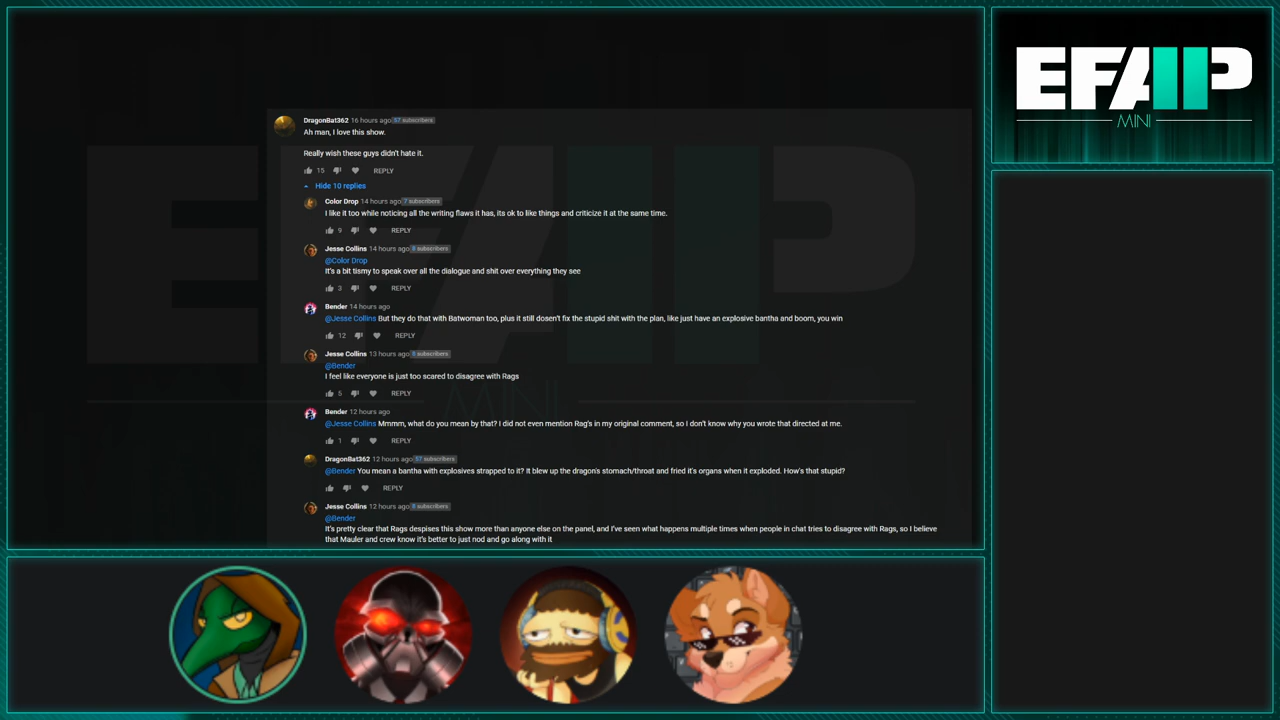 DragonBat362 16 hours ago 57 subscribers
Ah man, I love this show.
Really wish these guys didn't hate it.
15 REPLY
Hide 10 replies
Color Drop 14 hours ago 7 subscribers
I like it too while noticing all the writing flaws it has, its ok to like things and criticize it at the same time.
9 REPLY
Jesse Collins 14 hours ago 8 subscribers
@Color Drop
It's a bit tismy to speak over all the dialogue and shit over everything they see
3 REPLY
Bender 14 hours ago
@Jesse Collins But they do that with Batwoman too, plus it still dosen't fix the stupid shit with the plan, like just have an explosive bantha and boom, you win
12 REPLY
Jesse Collins 13 hours ago 8 subscribers
@Bender
I feel like everyone is just too scared to disagree with Rags
5 REPLY
Bender 12 hours ago
@Jesse Collins Mmmm, what do you mean by that? I did not even mention Rag's in my original comment, so I don't know why you wrote that directed at me.
1 REPLY
DragonBat362 12 hours ago 57 subscribers
@Bender You mean a bantha with explosives strapped to it? It blew up the dragon's stomach/throat and fried it's organs when it exploded. How's that stupid?
REPLY
Jesse Collins 12 hours ago 8 subscribers
@Bender
It's pretty clear that Rags despises this show more than anyone else on the panel, and I've seen what happens multiple times when people in chat tries to disagree with Rags, so I believe
that Mauler and crew know it's better to just nod and go along with it
EFAP
MINI
EFAP
MINI